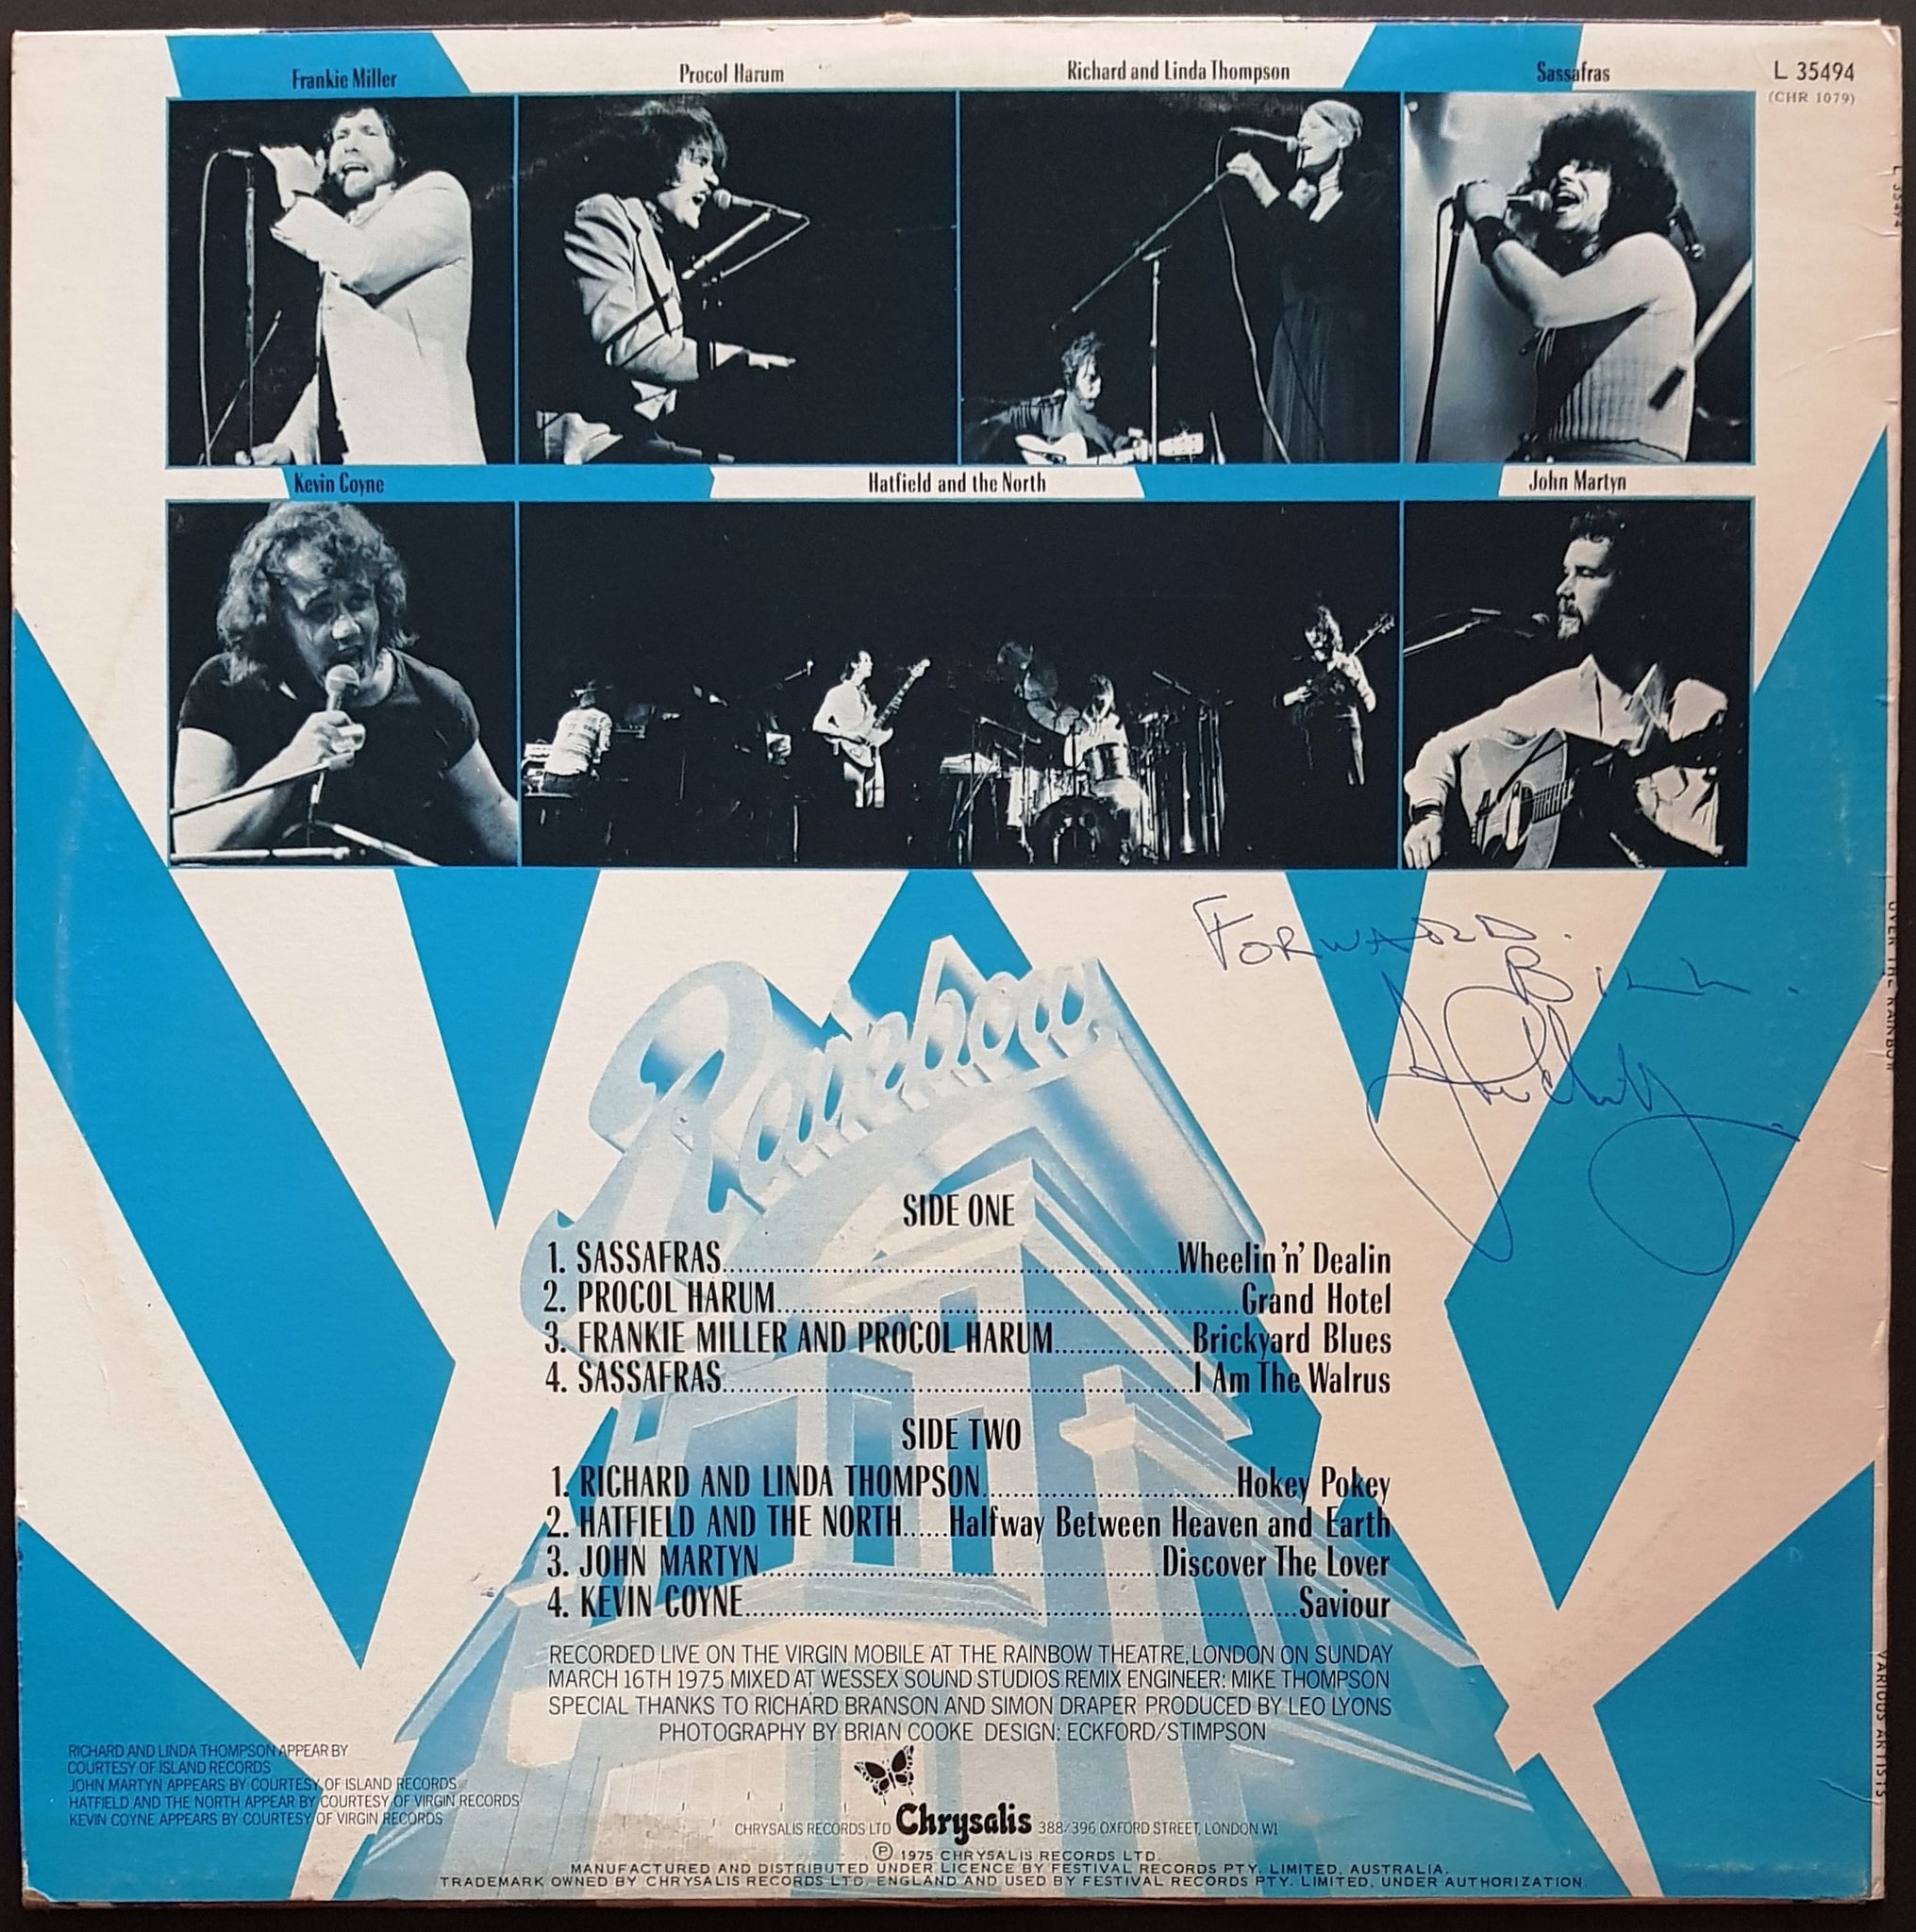 Frankie Miller
Procol Harum
Richard and Linda Thompson
Sassafras
L 35494
(CHR 1079)
L 35494
Kevin Coyne
Hatfield and the North
John Martyn
FORWARD.
BILL.
OVER THE RAINBOW
Rainbow
SIDE ONE
1. SASSAFRAS..........Wheelin 'n' Dealin
2. PROCOL HARUM..........Grand Hotel
3. FRANKIE MILLER AND PROCOL HARUM..........Brickyard Blues
4. SASSAFRAS..........I Am The Walrus
SIDE TWO
1. RICHARD AND LINDA THOMPSON..........Hokey Pokey
2. HATFIELD AND THE NORTH......Halfway Between Heaven and Earth
3. JOHN MARTYN..........Discover The Lover
4. KEVIN COYNE..........Saviour
RECORDED LIVE ON THE VIRGIN MOBILE AT THE RAINBOW THEATRE, LONDON ON SUNDAY
MARCH 16TH 1975 MIXED AT WESSEX SOUND STUDIOS REMIX ENGINEER: MIKE THOMPSON
SPECIAL THANKS TO RICHARD BRANSON AND SIMON DRAPER PRODUCED BY LEO LYONS
PHOTOGRAPHY BY BRIAN COOKE DESIGN: ECKFORD/STIMPSON
VARIOUS ARTISTS
RICHARD AND LINDA THOMPSON APPEAR BY
COURTESY OF ISLAND RECORDS
JOHN MARTYN APPEARS BY COURTESY OF ISLAND RECORDS
HATFIELD AND THE NORTH APPEAR BY COURTESY OF VIRGIN RECORDS
KEVIN COYNE APPEARS BY COURTESY OF VIRGIN RECORDS
CHRYSALIS RECORDS LTD Chrysalis 388/396, OXFORD STREET, LONDON W1
℗ 1975 CHRYSALIS RECORDS LTD.
MANUFACTURED AND DISTRIBUTED UNDER LICENCE BY FESTIVAL RECORDS PTY. LIMITED, AUSTRALIA.
TRADEMARK OWNED BY CHRYSALIS RECORDS LTD, ENGLAND AND USED BY FESTIVAL RECORDS PTY. LIMITED, UNDER AUTHORIZATION